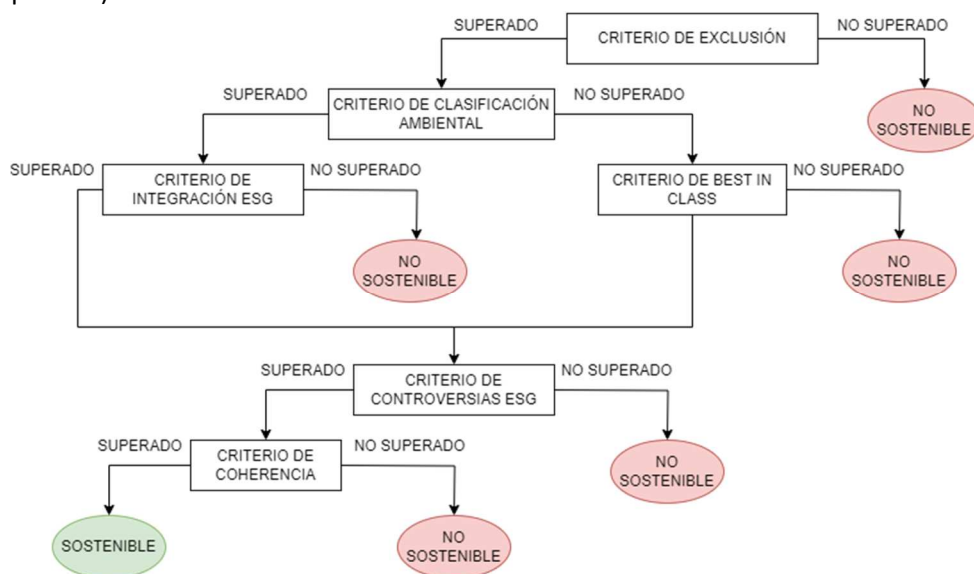 SUPERADO
CRITERIO DE EXCLUSIÓN
NO SUPERADO
SUPERADO
CRITERIO DE CLASIFICACIÓN
AMBIENTAL
NO SUPERADO
NO
SOSTENIBLE
SUPERADO
CRITERIO DE
INTEGRACIÓN ESG
NO SUPERADO
CRITERIO DE BEST IN
CLASS
NO SUPERADO
NO
SOSTENIBLE
NO
SOSTENIBLE
SUPERADO
CRITERIO DE
CONTROVERSIAS ESG
NO SUPERADO
SUPERADO
CRITERIO DE
COHERENCIA
NO SUPERADO
NO
SOSTENIBLE
SOSTENIBLE
NO
SOSTENIBLE